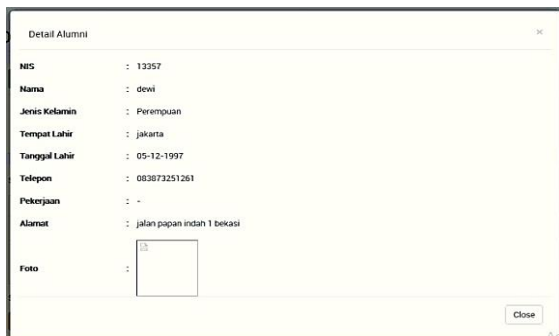 Detail Alumni ×
NIS : 13357
Nama : dewi
Jenis Kelamin : Perempuan
Tempat Lahir : jakarta
Tanggal Lahir : 05-12-1997
Telepon : 083873251261
Pekerjaan : -
Alamat : jalan papan indah 1 bekasi
Foto :
Close